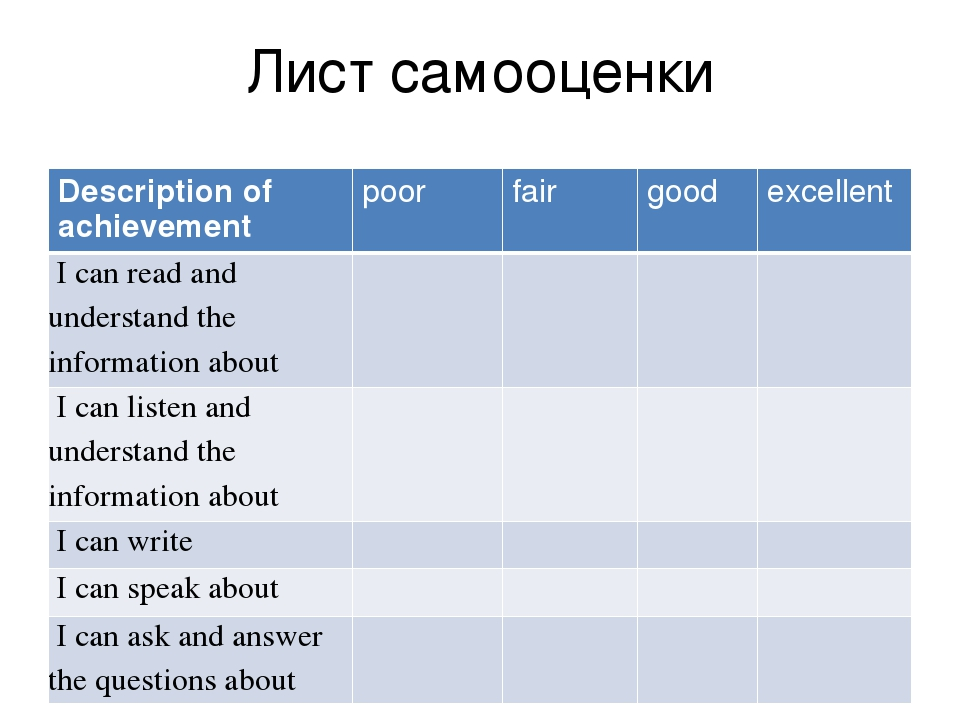 Лист самооценки
Description of achievement poor fair good excellent
I can read and
understand the
information about
I can listen and
understand the
information about
I can write
I can speak about
I can ask and answer
the questions about